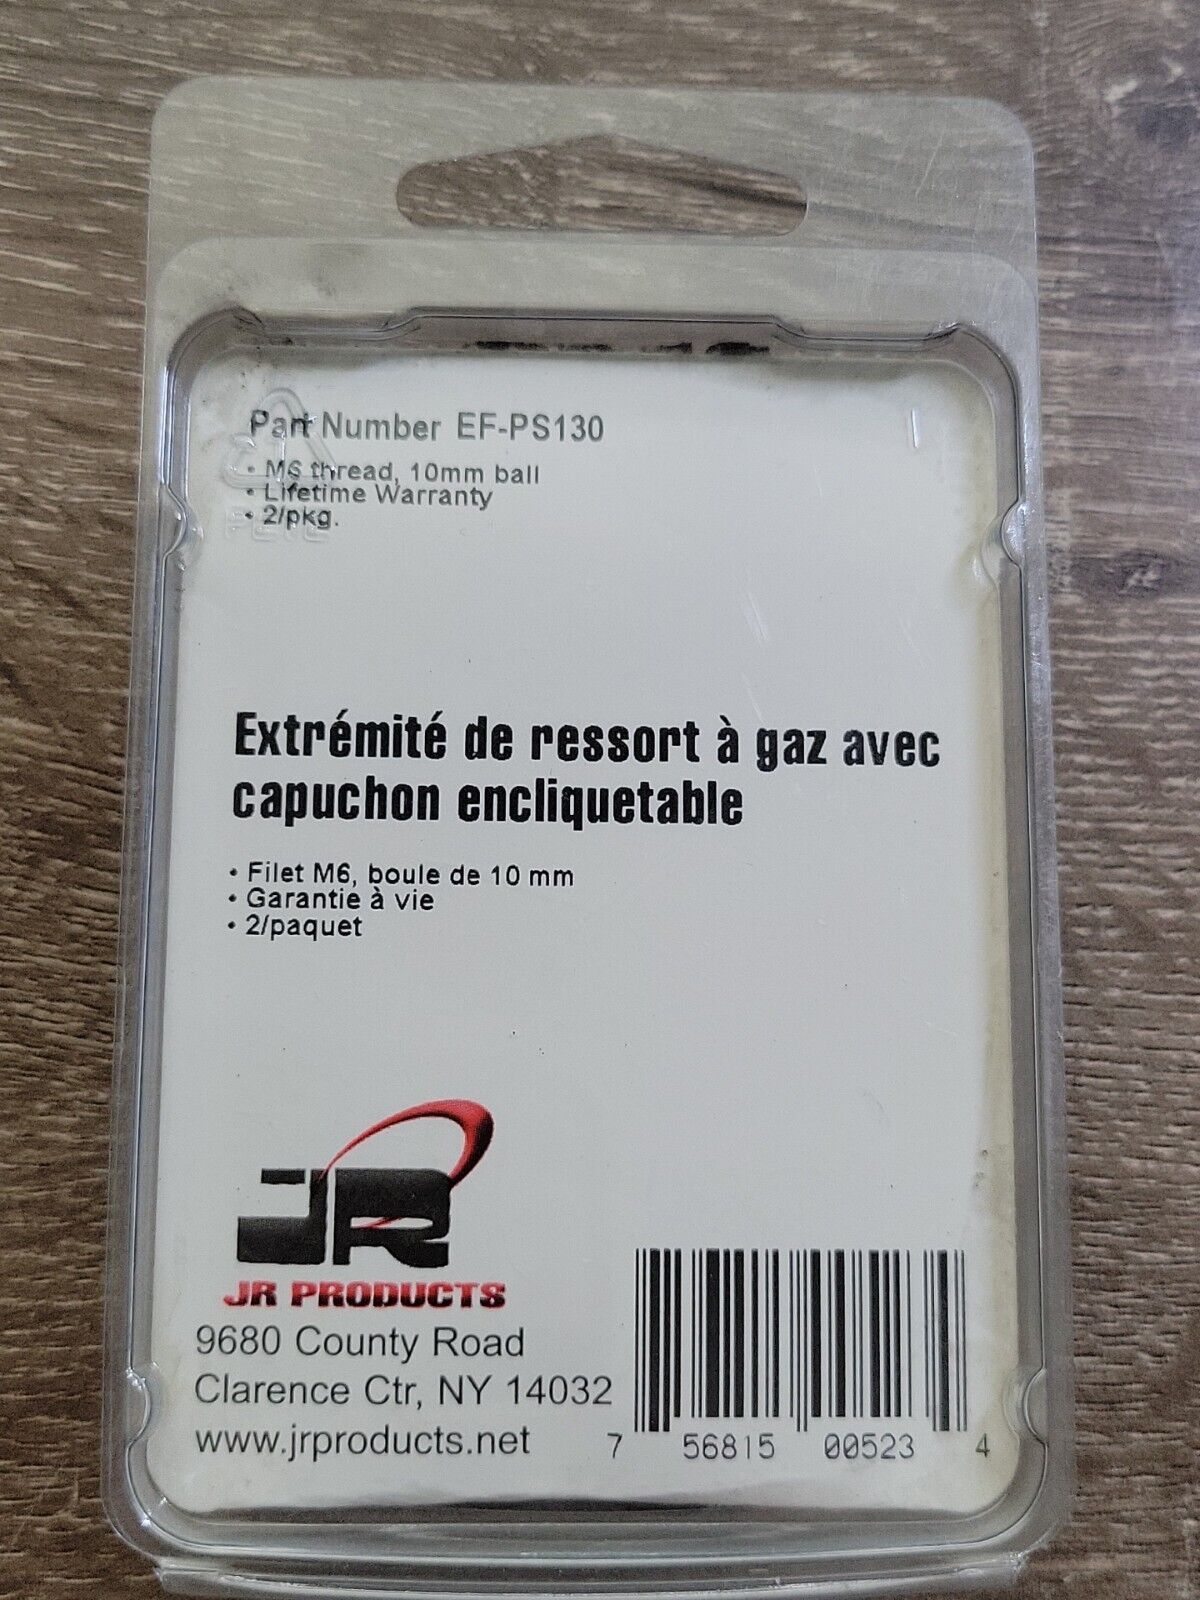 Part Number EF-PS130
• M6 thread, 10mm ball
• Lifetime Warranty
• 2/pkg.
PETE
Extrémité de ressort à gaz avec
capuchon encliquetable
• Filet M6, boule de 10 mm
• Garantie à vie
• 2/paquet
JR
JR PRODUCTS
9680 County Road
Clarence Ctr, NY 14032
www.jrproducts.net
7 56815 00523 4